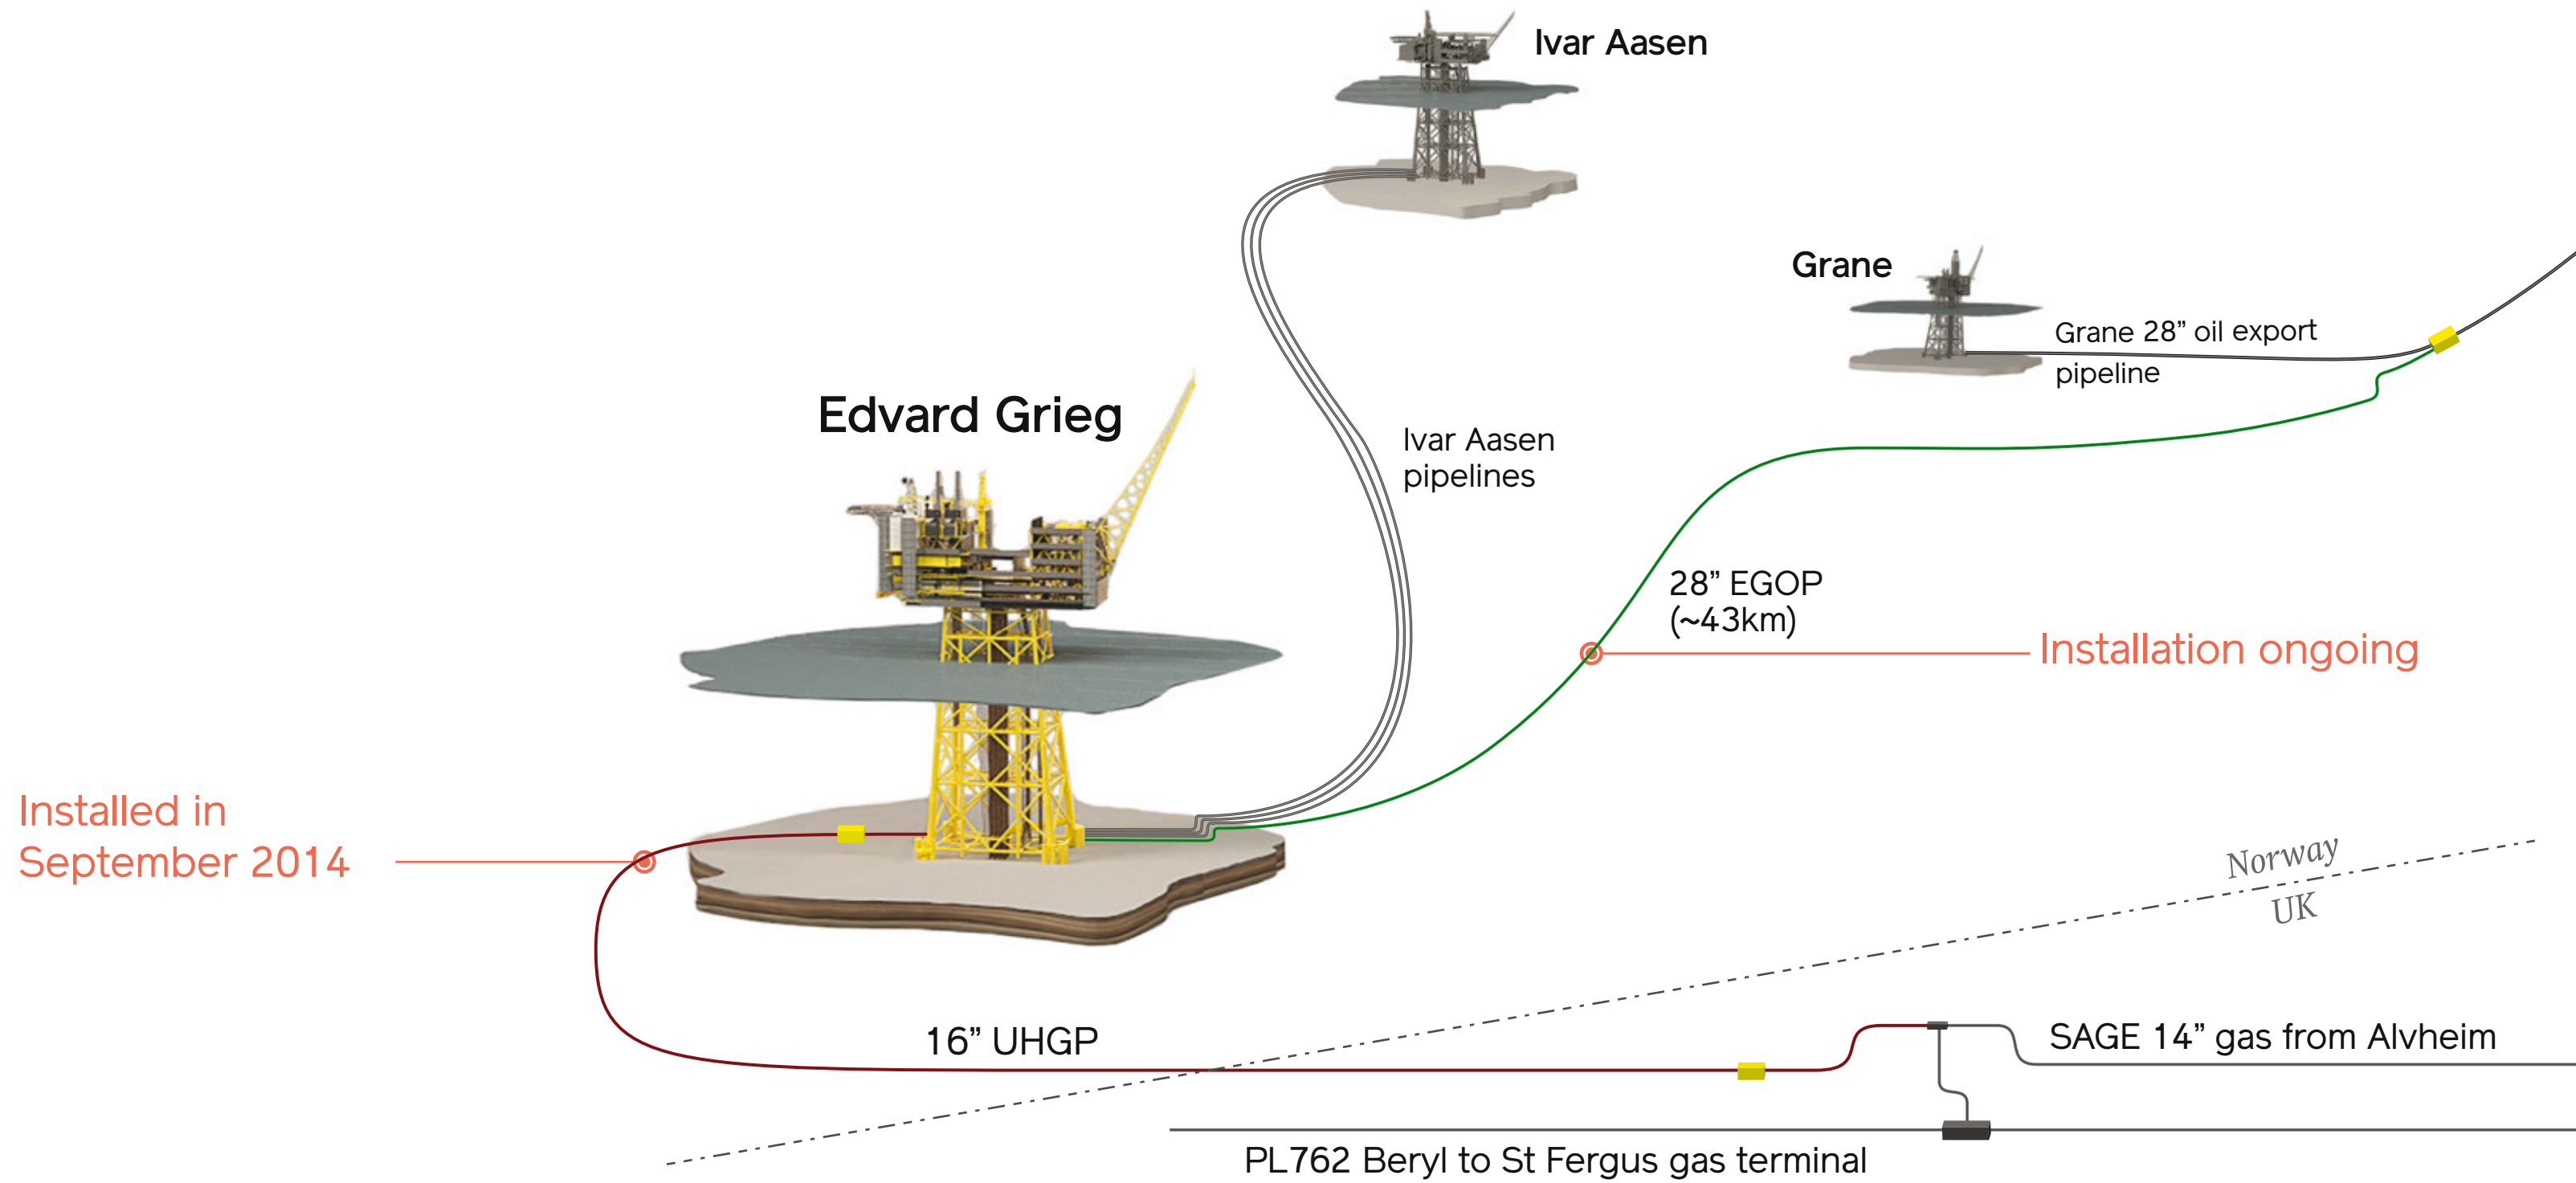 Ivar Aasen
Grane
Grane 28” oil export
pipeline
Edvard Grieg
Ivar Aasen
pipelines
28” EGOP
(~43km)
Installation ongoing
Installed in
September 2014
Norway
UK
16” UHGP
SAGE 14” gas from Alvheim
PL762 Beryl to St Fergus gas terminal